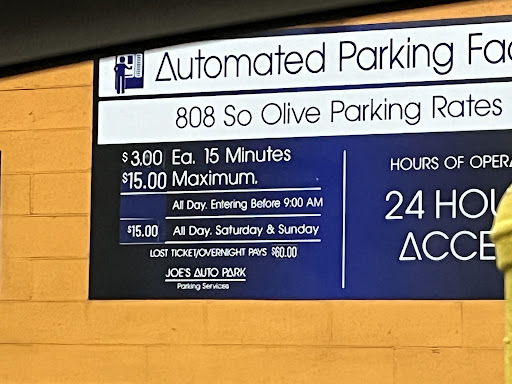 Automated Parking Fac
808 So Olive Parking Rates
$3.00 Ea. 15 Minutes
$15.00 Maximum.
All Day. Entering Before 9:00 AM
$15.00 All Day. Saturday & Sunday
LOST TICKET/OVERNIGHT PAYS $60.00
JOE'S AUTO PARK
Parking Services
HOURS OF OPERA
24 HOU
ACCE